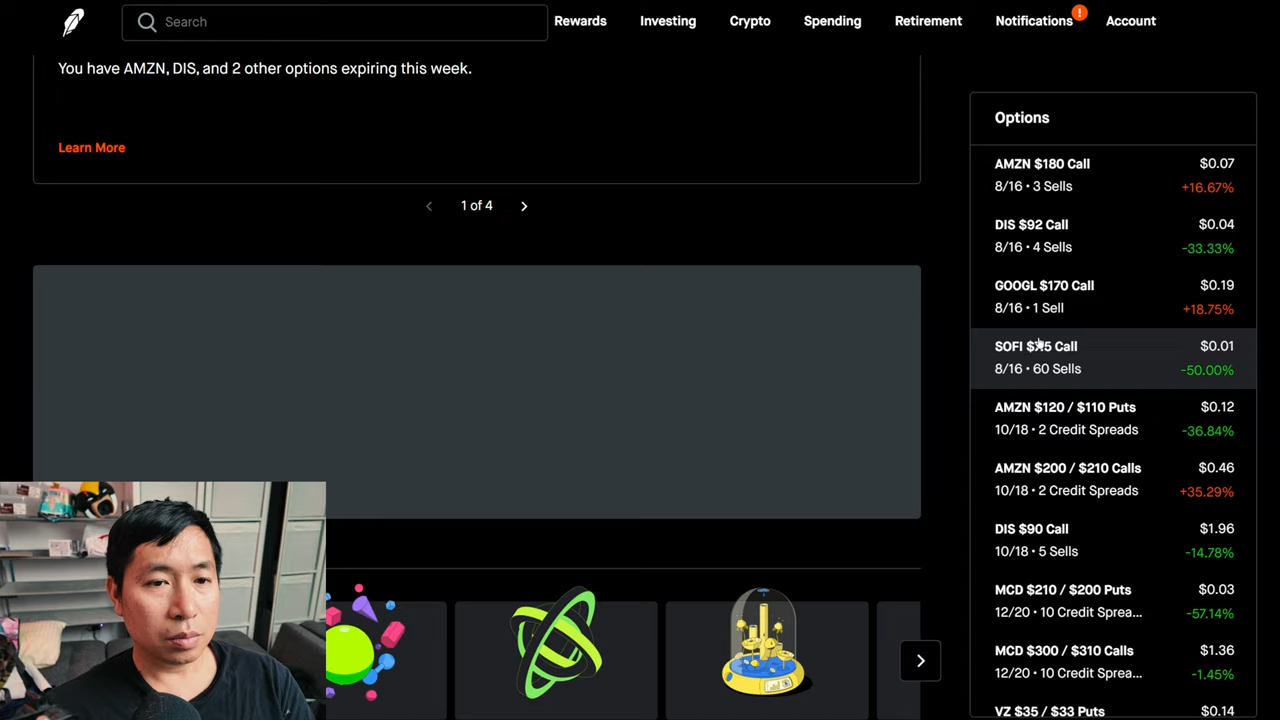 Search
Rewards
Investing
Crypto
Spending
Retirement
Notifications
!
Account
You have AMZN, DIS, and 2 other options expiring this week.
Learn More
1 of 4
Options
AMZN $180 Call
$0.07
8/16 • 3 Sells
+16.67%
DIS $92 Call
$0.04
8/16 • 4 Sells
-33.33%
GOOGL $170 Call
$0.19
8/16 • 1 Sell
+18.75%
SOFI Call
$0.01
8/16 • 60 Sells
-50.00%
AMZN $120 / $110 Puts
$0.12
10/18 • 2 Credit Spreads
-36.84%
AMZN $200 / $210 Calls
$0.46
10/18 • 2 Credit Spreads
+35.29%
DIS $90 Call
$1.96
10/18 • 5 Sells
-14.78%
MCD $210 / $200 Puts
$0.03
12/20 • 10 Credit Sprea...
-57.14%
MCD $300 / $310 Calls
$1.36
12/20 • 10 Credit Sprea...
-1.45%
VZ $35 / $33 Puts
$0.14